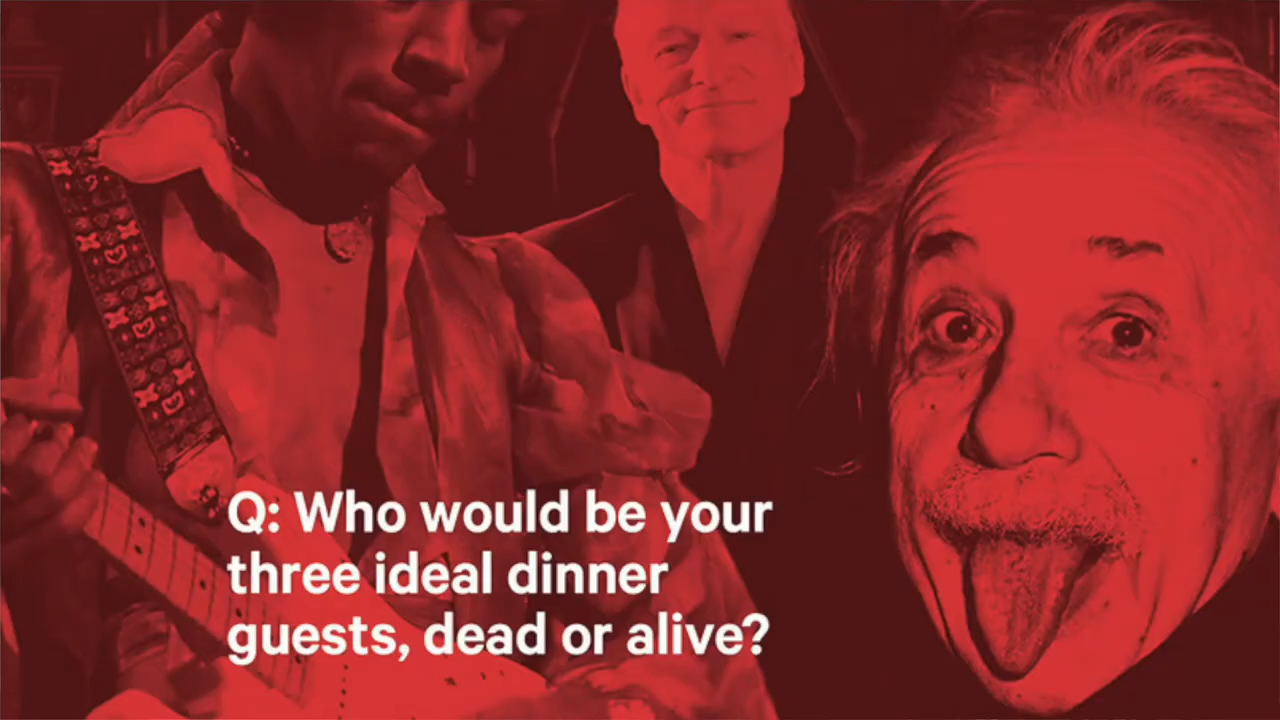 Q: Who would be your
three ideal dinner
guests, dead or alive?